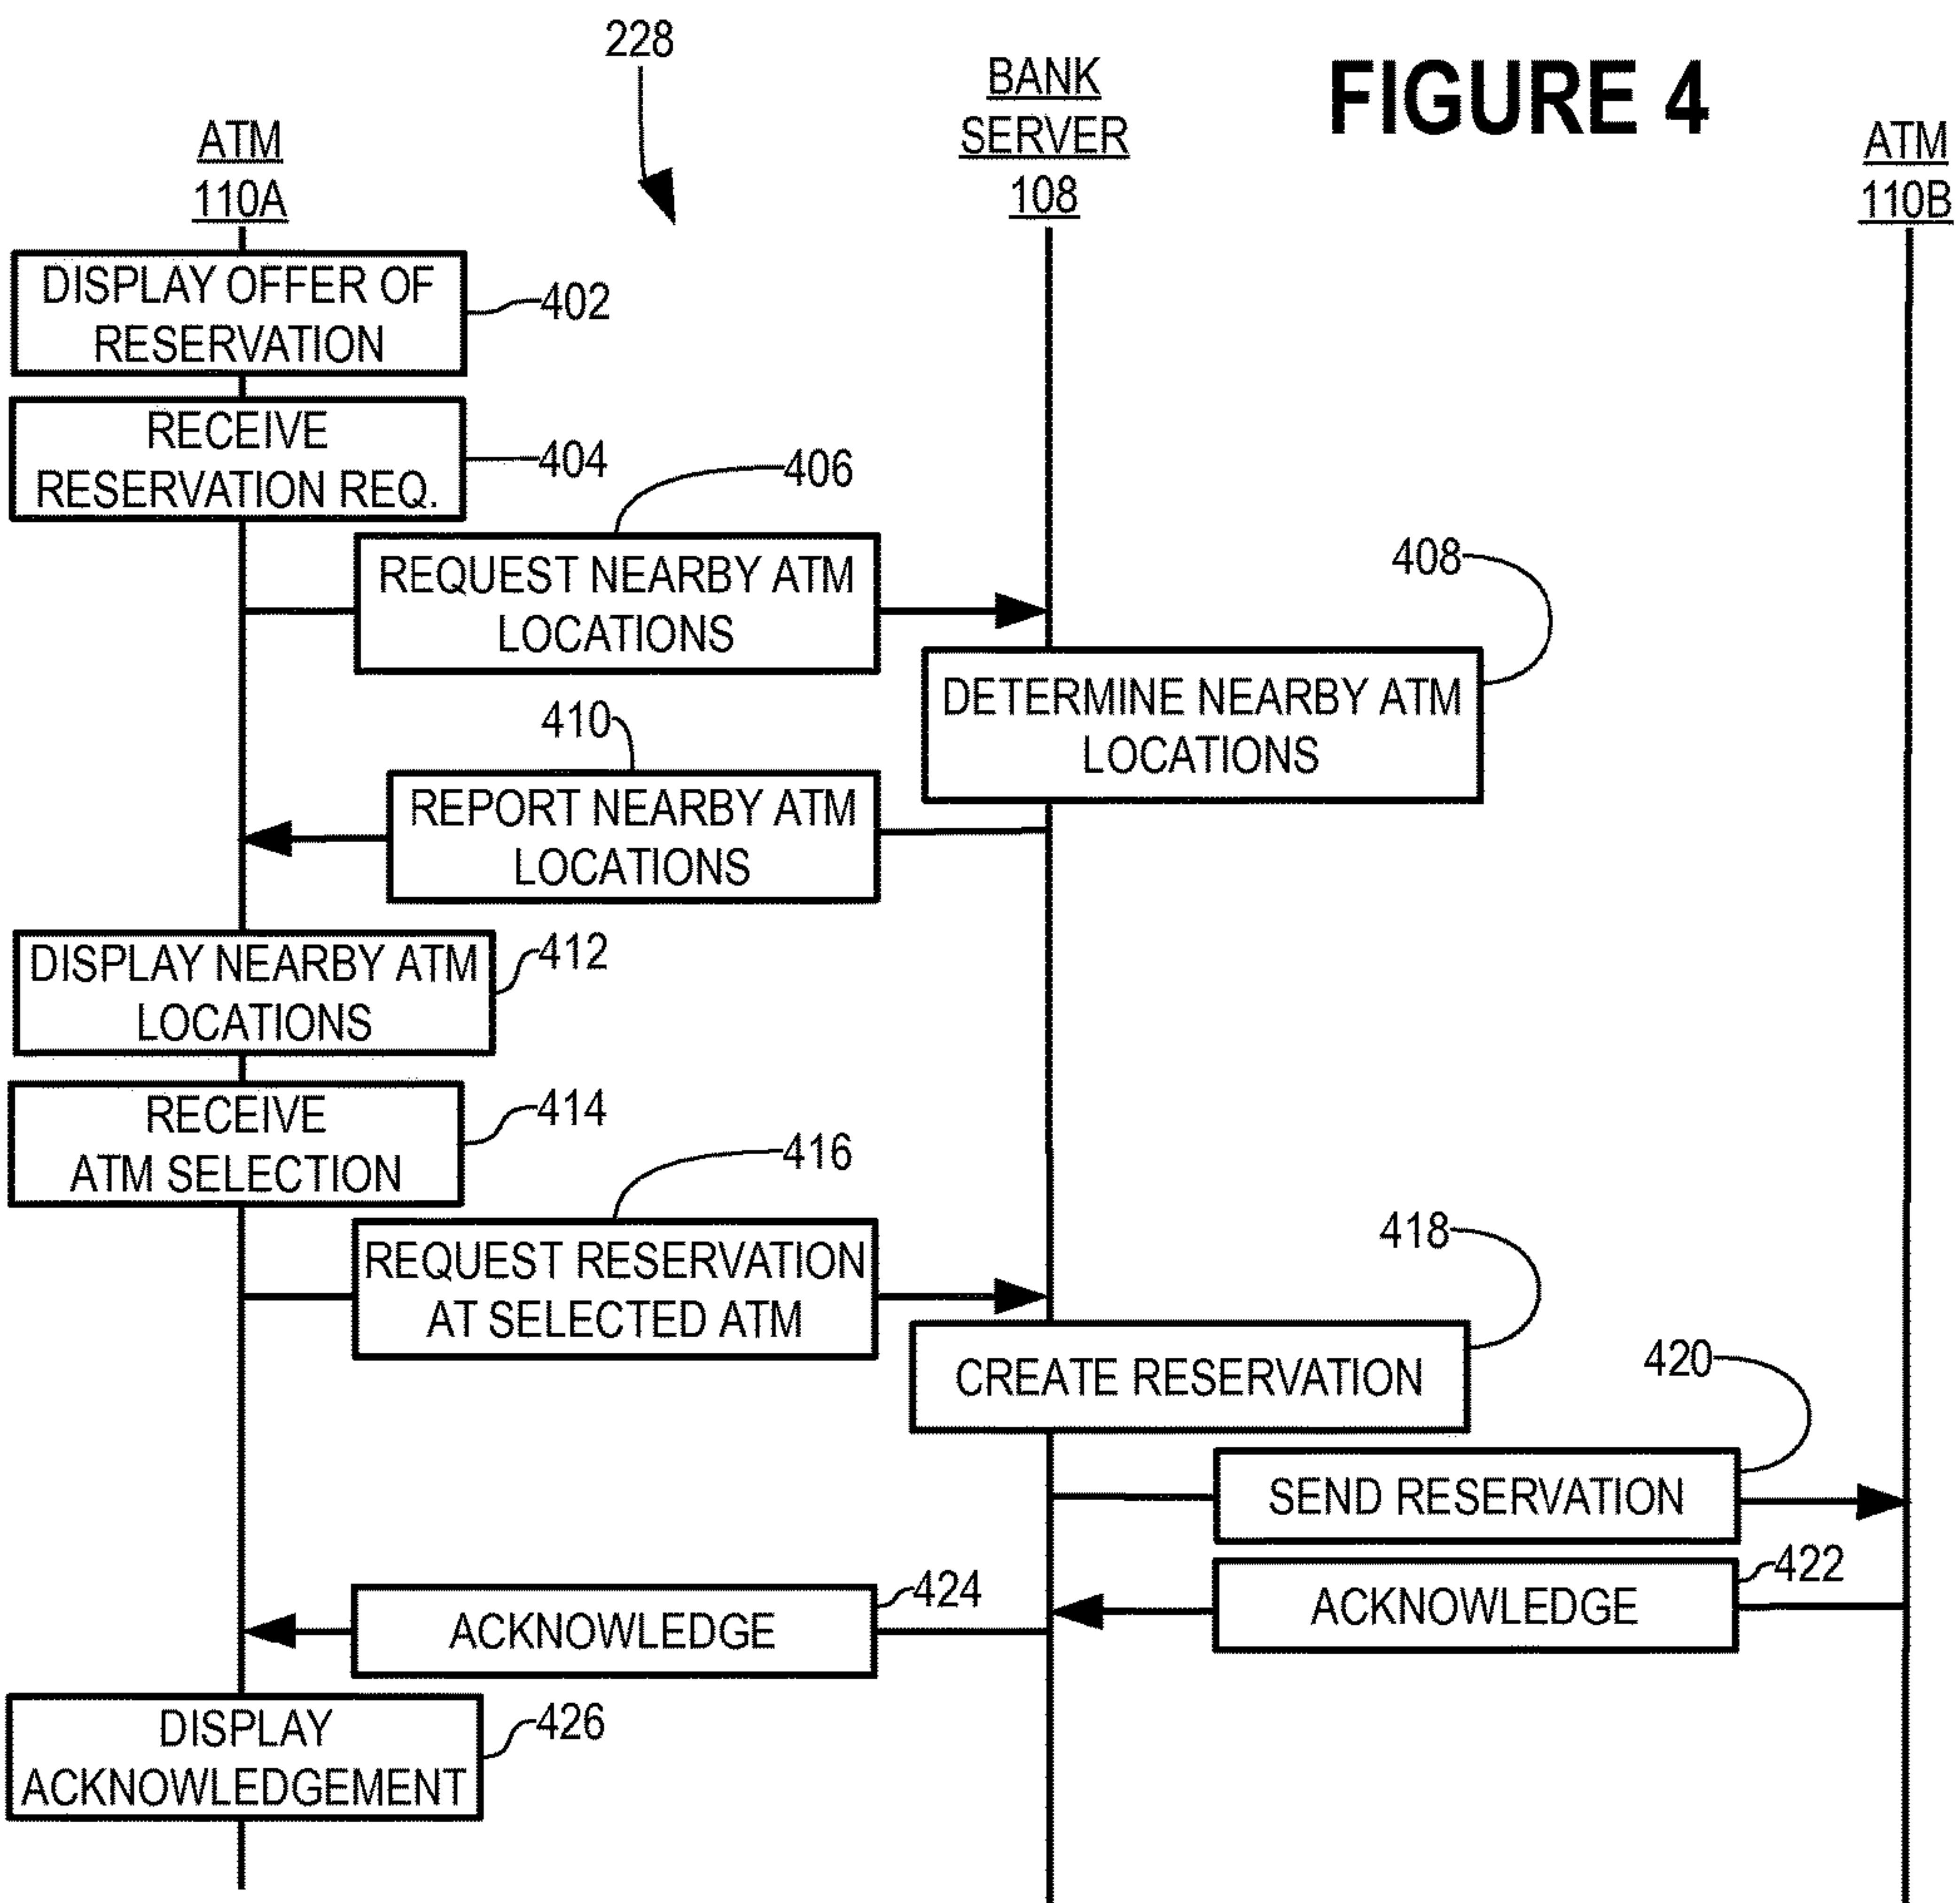 228
FIGURE 4
ATM
110A
BANK
SERVER
108
ATM
110B
DISPLAY OFFER OF
RESERVATION
402
RECEIVE
RESERVATION REQ.
404
406
REQUEST NEARBY ATM
LOCATIONS
408
DETERMINE NEARBY ATM
LOCATIONS
410
REPORT NEARBY ATM
LOCATIONS
DISPLAY NEARBY ATM
LOCATIONS
412
RECEIVE
ATM SELECTION
414
416
REQUEST RESERVATION
AT SELECTED ATM
418
CREATE RESERVATION
420
SEND RESERVATION
422
ACKNOWLEDGE
424
ACKNOWLEDGE
DISPLAY
ACKNOWLEDGEMENT
426